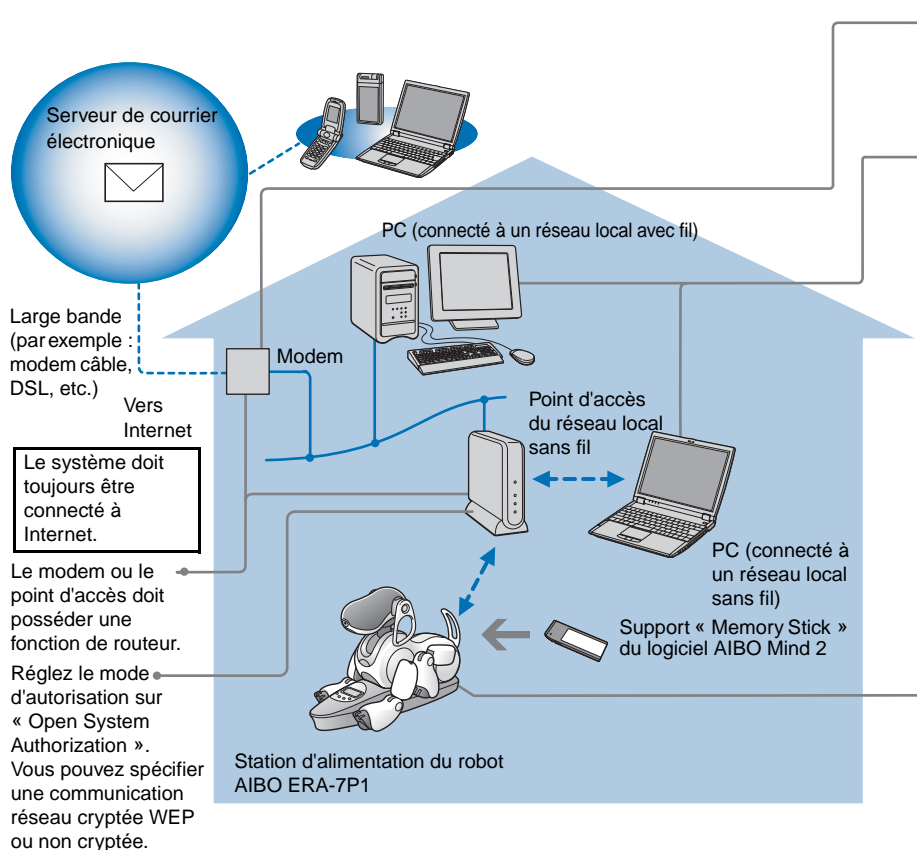 Serveur de courrier
électronique
PC (connecté à un réseau local avec fil)
Large bande
(par exemple :
modem câble,
DSL, etc.)
Modem
Vers
Internet
Point d'accès
du réseau local
sans fil
Le système doit
toujours être
connecté à
Internet.
PC (connecté à
un réseau local
sans fil)
Le modem ou le
point d'accès doit
posséder une
fonction de routeur.
Support « Memory Stick »
du logiciel AIBO Mind 2
Réglez le mode
d'autorisation sur
« Open System
Authorization ».
Vous pouvez spécifier
une communication
réseau cryptée WEP
ou non cryptée.
Station d'alimentation du robot
AIBO ERA-7P1